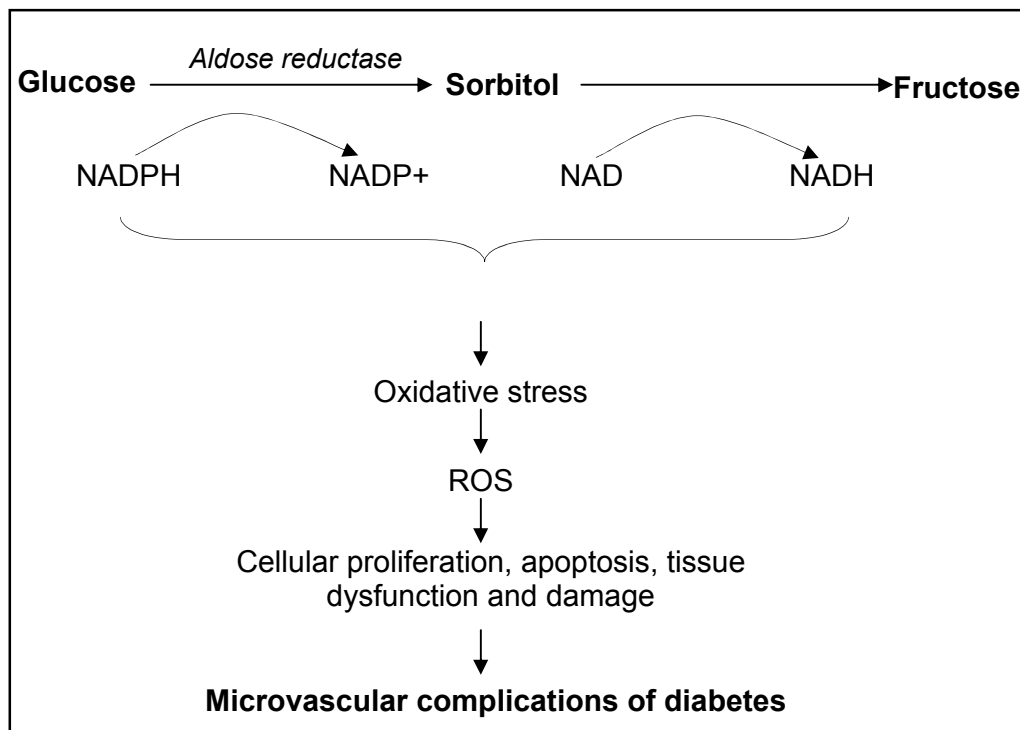 Aldose reductase
Glucose Sorbitol Fructose
NADPH NADP+ NAD NADH
Oxidative stress
ROS
Cellular proliferation, apoptosis, tissue
dysfunction and damage
Microvascular complications of diabetes